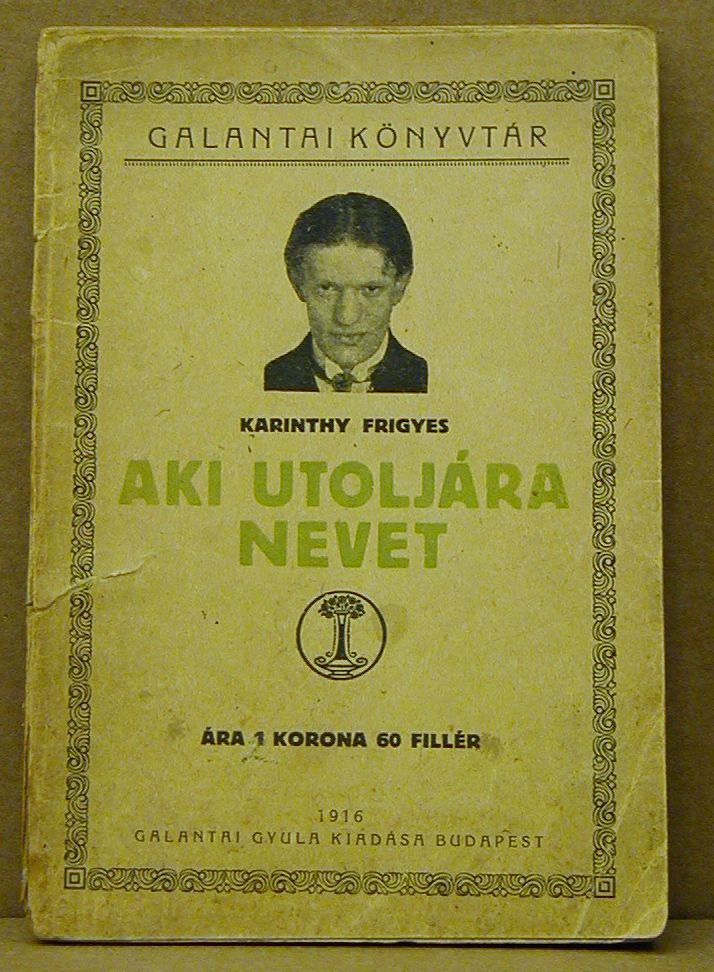 GALANTAI KÖNYVTÁR
KARINTHY FRIGYES
AKI UTOLJÁRA
NEVET
ÁRA 1 KORONA 60 FILLÉR
1916
GALANTAI GYULA KIADÁSA BUDAPEST